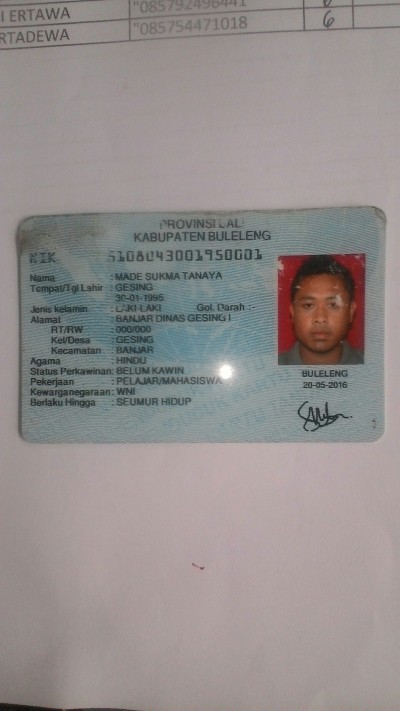 I ERTAWA "085792496441
RTADEWA "085754471018 6
PROVINSI BALI
KABUPATEN BULELENG
NIK 5108043001950001
Nama : MADE SUKMA TANAYA
Tempat/Tgl Lahir : GESING
30-01-1995
Jenis kelamin : LAKI-LAKI Gol. Darah :-
Alamat : BANJAR DINAS GESING I
RT/RW : 000/000
Kel/Desa : GESING
Kecamatan : BANJAR
Agama : HINDU
Status Perkawinan: BELUM KAWIN
Pekerjaan : PELAJAR/MAHASISWA
Kewarganegaraan: WNI
Berlaku Hingga : SEUMUR HIDUP
BULELENG
20-05-2016